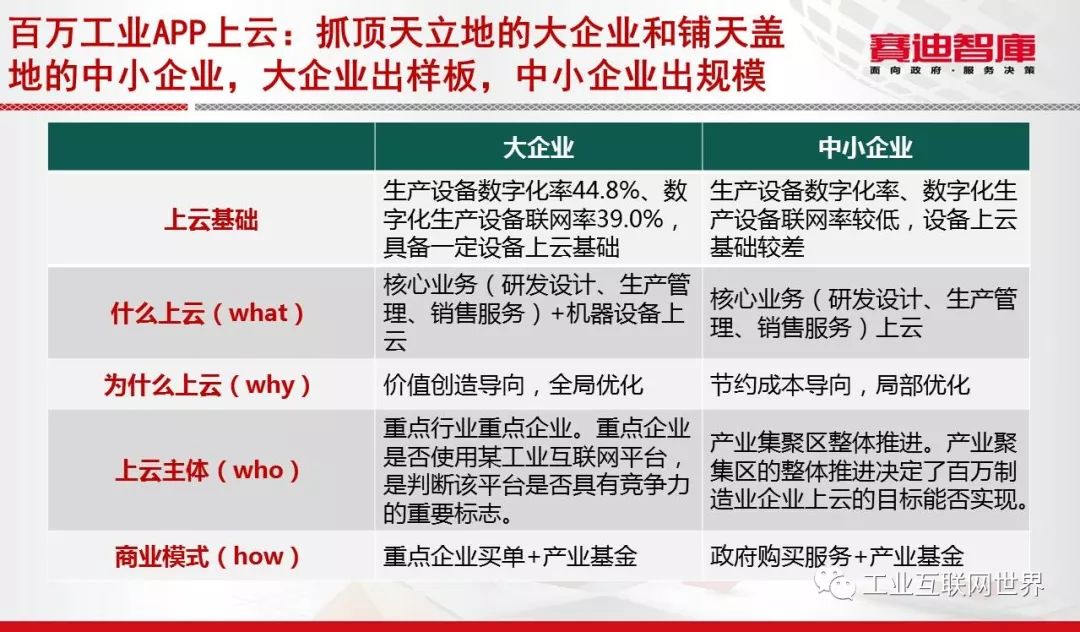 百万工业APP上云：抓顶天立地的大企业和铺天盖
地的中小企业，大企业出样板，中小企业出规模
赛迪智库
面向政府·服务决策
大企业
中小企业
上云基础
生产设备数字化率44.8%、数
字化生产设备联网率39.0%，
具备一定设备上云基础
生产设备数字化率、数字化生
产设备联网率较低，设备上云
基础较差
什么上云（what）
核心业务（研发设计、生产管
理、销售服务）+机器设备上
云
核心业务（研发设计、生产管
理、销售服务）上云
为什么上云（why）
价值创造导向，全局优化
节约成本导向，局部优化
上云主体（who）
重点行业重点企业。重点企业
是否使用某工业互联网平台，
是判断该平台是否具有竞争力
的重要标志。
产业集聚区整体推进。产业聚
集区的整体推进决定了百万制
造业企业上云的目标能否实现。
商业模式（how）
重点企业买单+产业基金
政府购买服务+产业基金
工业互联网世界